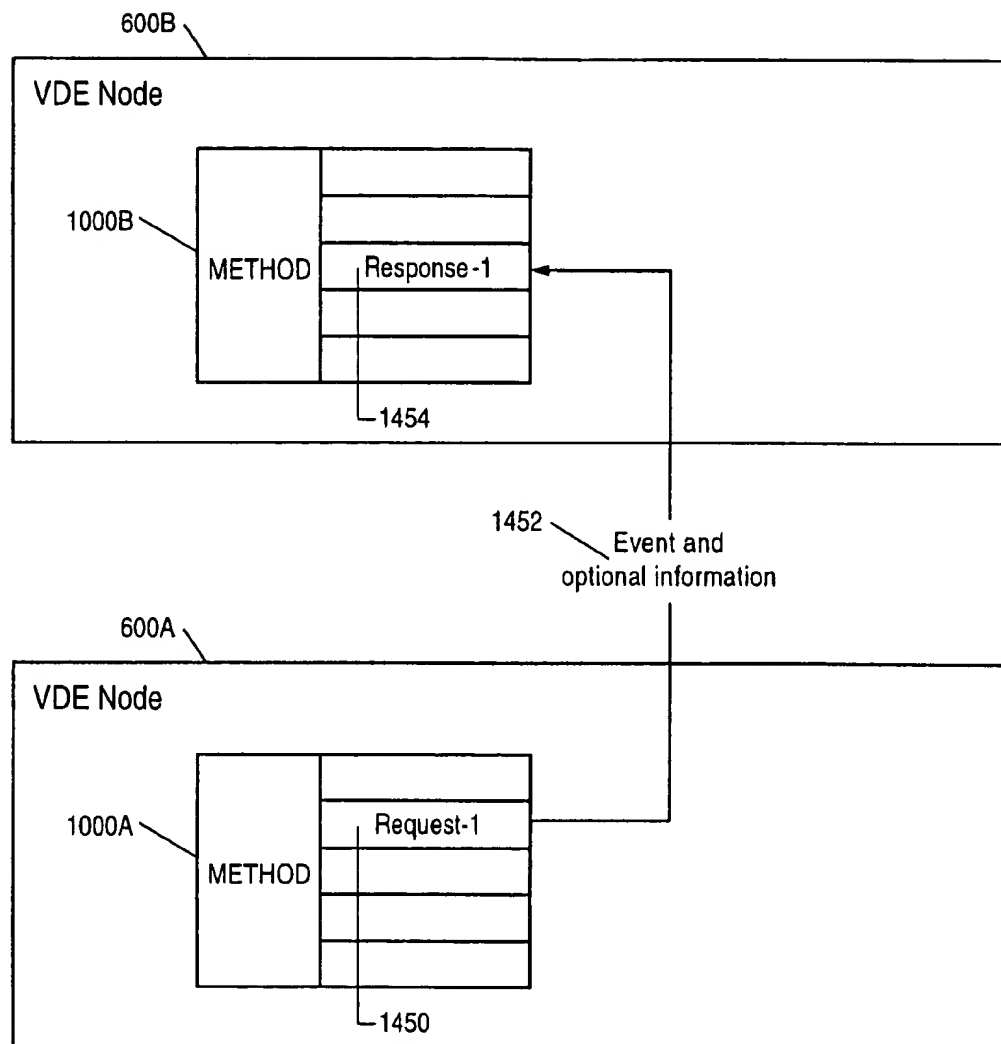 600B
VDE Node
1000B
METHOD
Response-1
1454
1452
Event and
optional information
600A
VDE Node
1000A
METHOD
Request-1
1450